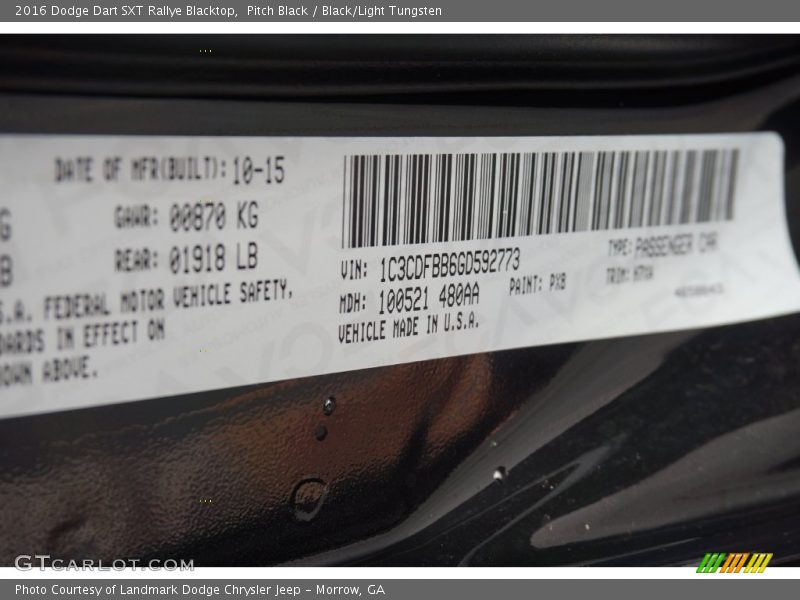 2016 Dodge Dart SXT Rallye Blacktop, Pitch Black / Black/Light Tungsten
DATE OF MFR(BUILT): 10-15
G GAWR: 00870 KG
B REAR: 01918 LB
S.A. FEDERAL MOTOR VEHICLE SAFETY,
DARDS IN EFFECT ON
OWN ABOVE.
VIN: 1C3CDFBB6GD592773
TYPE: PASSENGER CAR
MDH: 100521 480AA PAINT: PX8
TRIM:
VEHICLE MADE IN U.S.A.
GTCARLOT.COM
Photo Courtesy of Landmark Dodge Chrysler Jeep – Morrow, GA